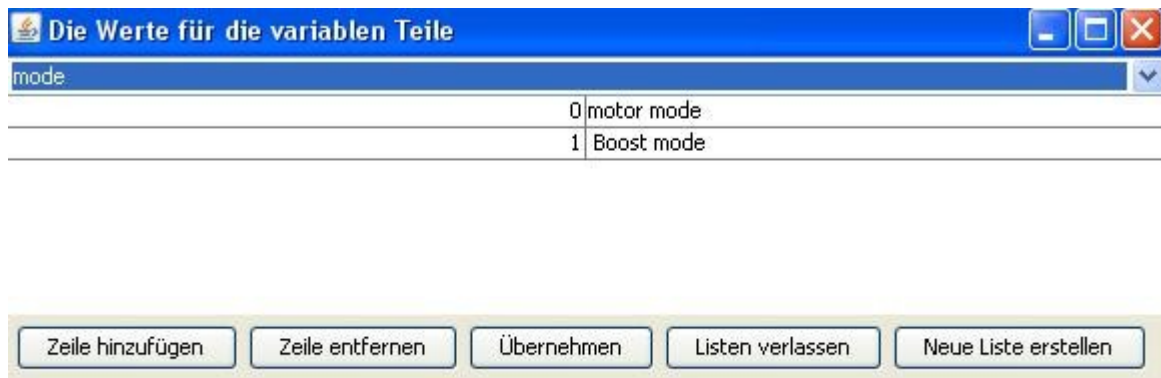 Die Werte für die variablen Teile
mode
0 motor mode
1 Boost mode
Zeile hinzufügen Zeile entfernen Übernehmen Listen verlassen Neue Liste erstellen